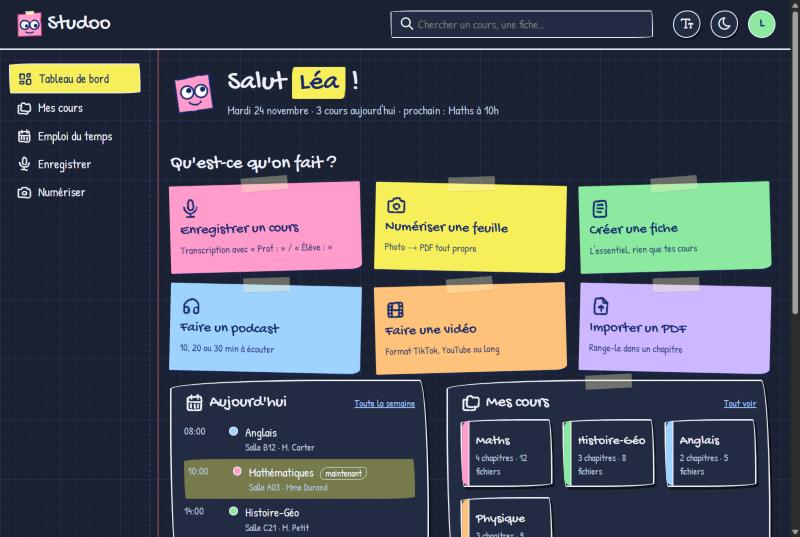 Studoo
Chercher un cours, une fiche...
Tt
L
Tableau de bord
Mes cours
Emploi du temps
Enregistrer
Numériser
Salut Léa !
Mardi 24 novembre · 3 cours aujourd'hui · prochain : Maths à 10h
Qu'est-ce qu'on fait ?
Enregistrer un cours
Transcription avec « Prof : » / « Élève : »
Numériser une feuille
Photo → PDF tout propre
Créer une fiche
L'essentiel, rien que tes cours
Faire un podcast
10, 20 ou 30 min à écouter
Faire une vidéo
Format TikTok, YouTube ou long
Importer un PDF
Range-le dans un chapitre
Aujourd'hui
Toute la semaine
08:00 Anglais
Salle B12 · M. Carter
10:00 Mathématiques maintenant
Salle A03 · Mme Durand
14:00 Histoire-Géo
Salle C21 · M. Petit
Mes cours
Tout voir
Maths
4 chapitres · 12
fichiers
Histoire-Géo
3 chapitres · 8
fichiers
Anglais
2 chapitres · 5
fichiers
Physique
3 chapitres · 9